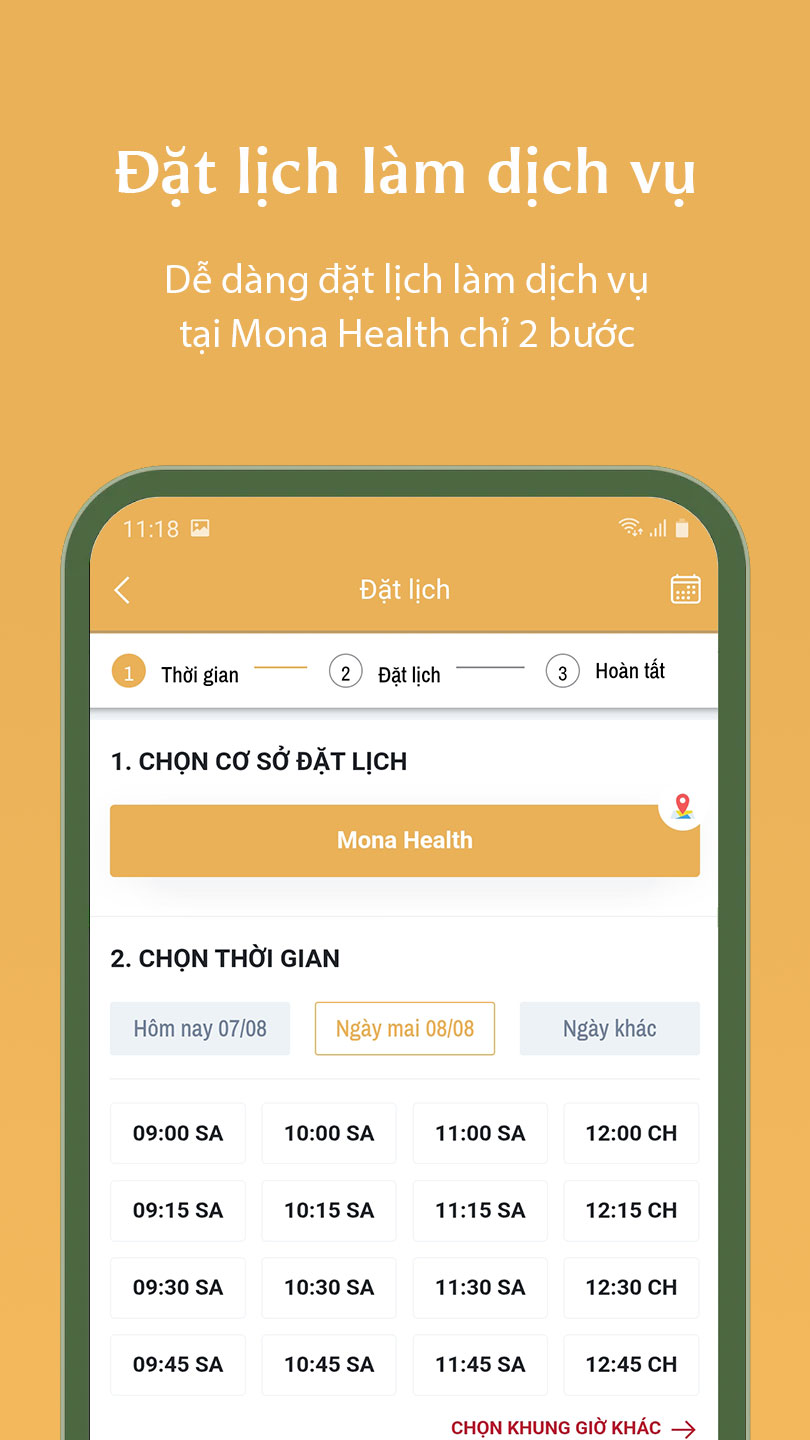 Đặt lịch làm dịch vụ
Dễ dàng đặt lịch làm dịch vụ
tại Mona Health chỉ 2 bước
11:18
Đặt lịch
1 Thời gian 2 Đặt lịch 3 Hoàn tất
1. CHỌN CƠ SỞ ĐẶT LỊCH
Mona Health
2. CHỌN THỜI GIAN
Hôm nay 07/08 Ngày mai 08/08 Ngày khác
09:00 SA 10:00 SA 11:00 SA 12:00 CH
09:15 SA 10:15 SA 11:15 SA 12:15 CH
09:30 SA 10:30 SA 11:30 SA 12:30 CH
09:45 SA 10:45 SA 11:45 SA 12:45 CH
CHỌN KHUNG GIỜ KHÁC